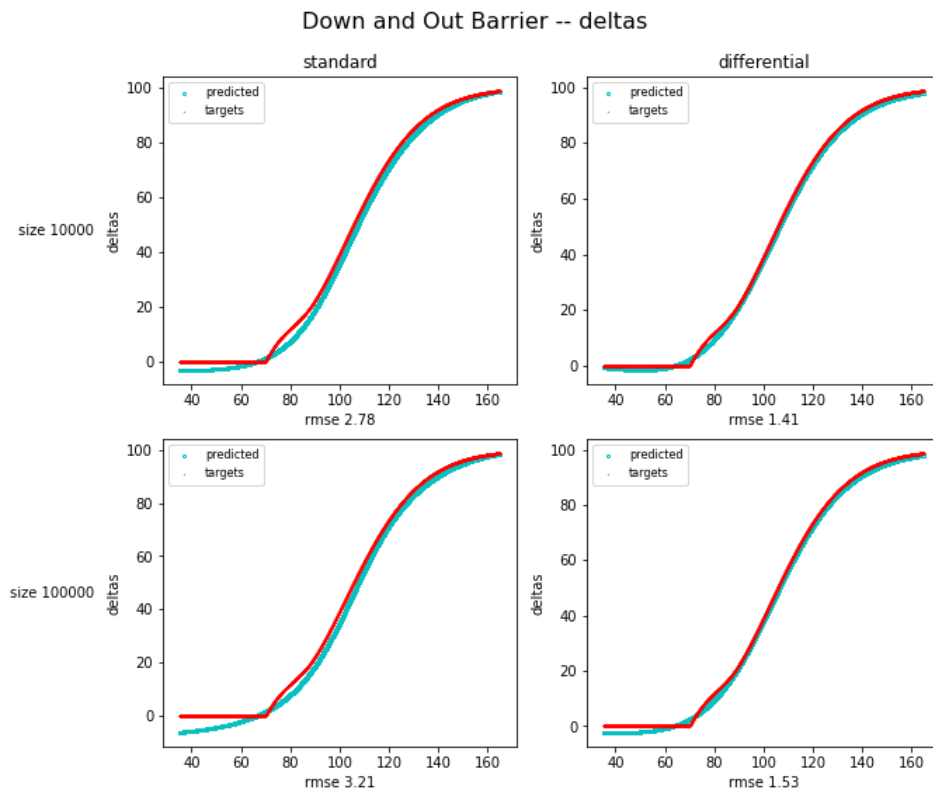 Down and Out Barrier -- deltas
standard
differential
size 10000
deltas
100
80
60
40
20
0
predicted
targets
40 60 80 100 120 140 160
rmse 2.78
deltas
100
80
60
40
20
0
predicted
targets
40 60 80 100 120 140 160
rmse 1.41
size 100000
deltas
100
80
60
40
20
0
predicted
targets
40 60 80 100 120 140 160
rmse 3.21
deltas
100
80
60
40
20
0
predicted
targets
40 60 80 100 120 140 160
rmse 1.53